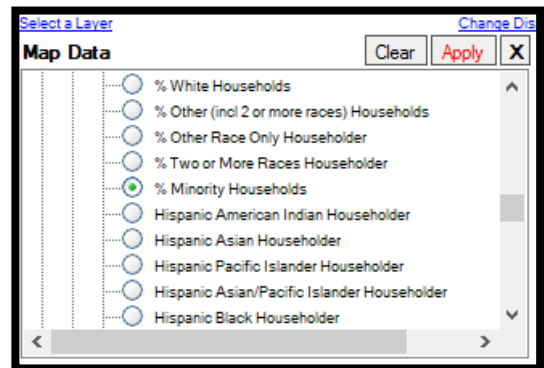 Select a Layer Change Dis
Map Data Clear Apply X
% White Households
% Other (incl 2 or more races) Households
% Other Race Only Householder
% Two or More Races Householder
% Minority Households
Hispanic American Indian Householder
Hispanic Asian Householder
Hispanic Pacific Islander Householder
Hispanic Asian/Pacific Islander Householder
Hispanic Black Householder